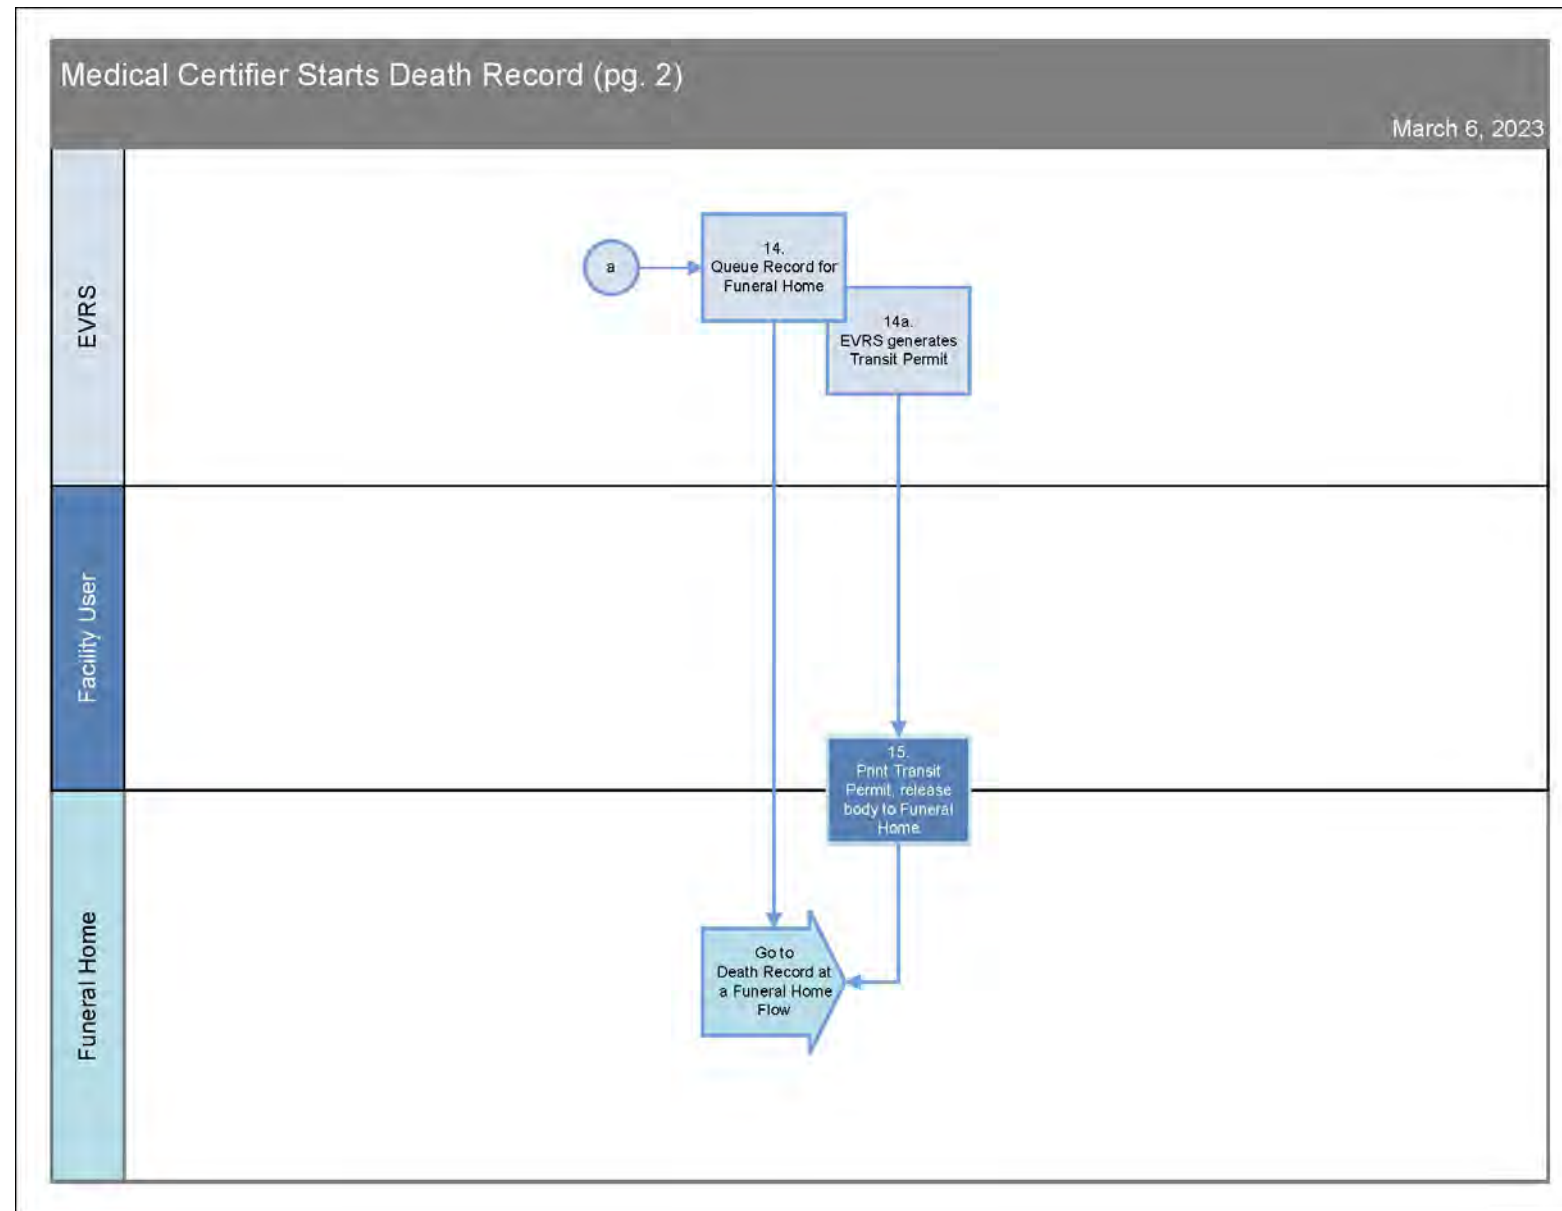 Medical Certifier Starts Death Record (pg. 2)
March 6, 2023
EVRS
a
14.
Queue Record for
Funeral Home
14a.
EVRS generates
Transit Permit
Facility User
15.
Print Transit
Permit, release
body to Funeral
Home.
Funeral Home
Go to
Death Record at
a Funeral Home
Flow